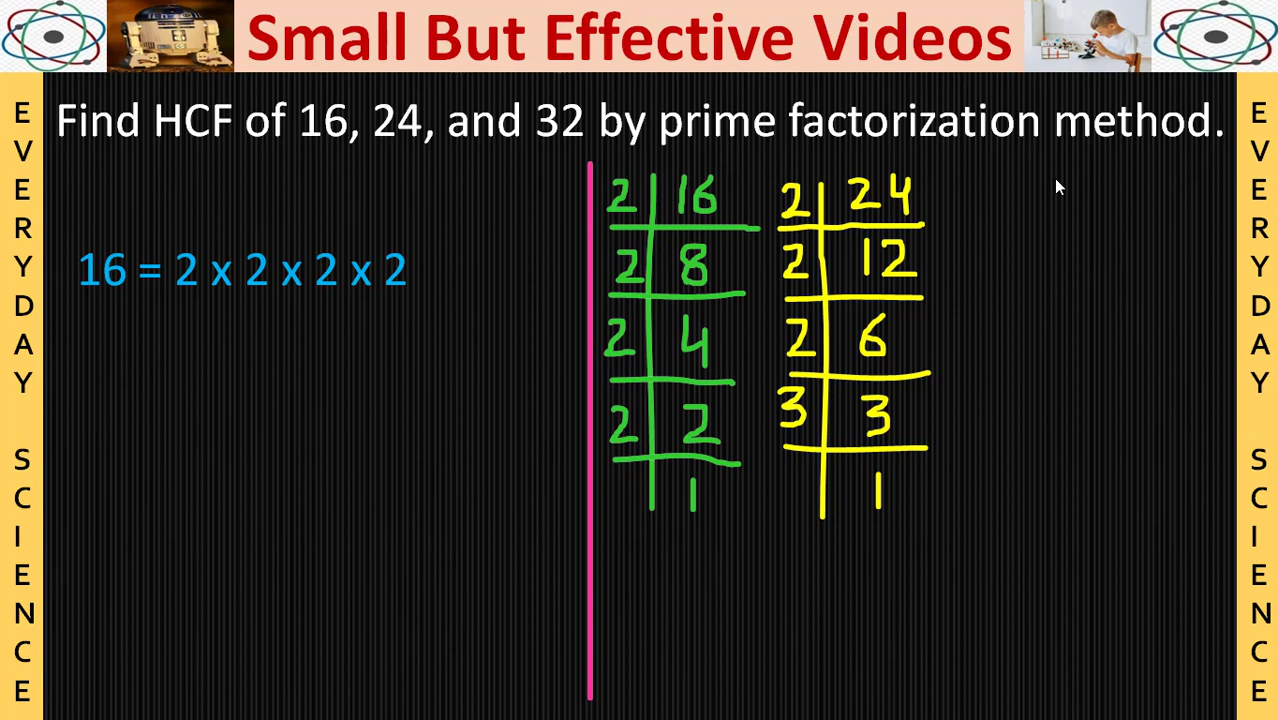 Small But Effective Videos
EVERYDAY SCIENCE
Find HCF of 16, 24, and 32 by prime factorization method.
16 = 2 x 2 x 2 x 2
2 | 16
2 | 8
2 | 4
2 | 2
1
2 | 24
2 | 12
2 | 6
3 | 3
1
EVERYDAY SCIENCE